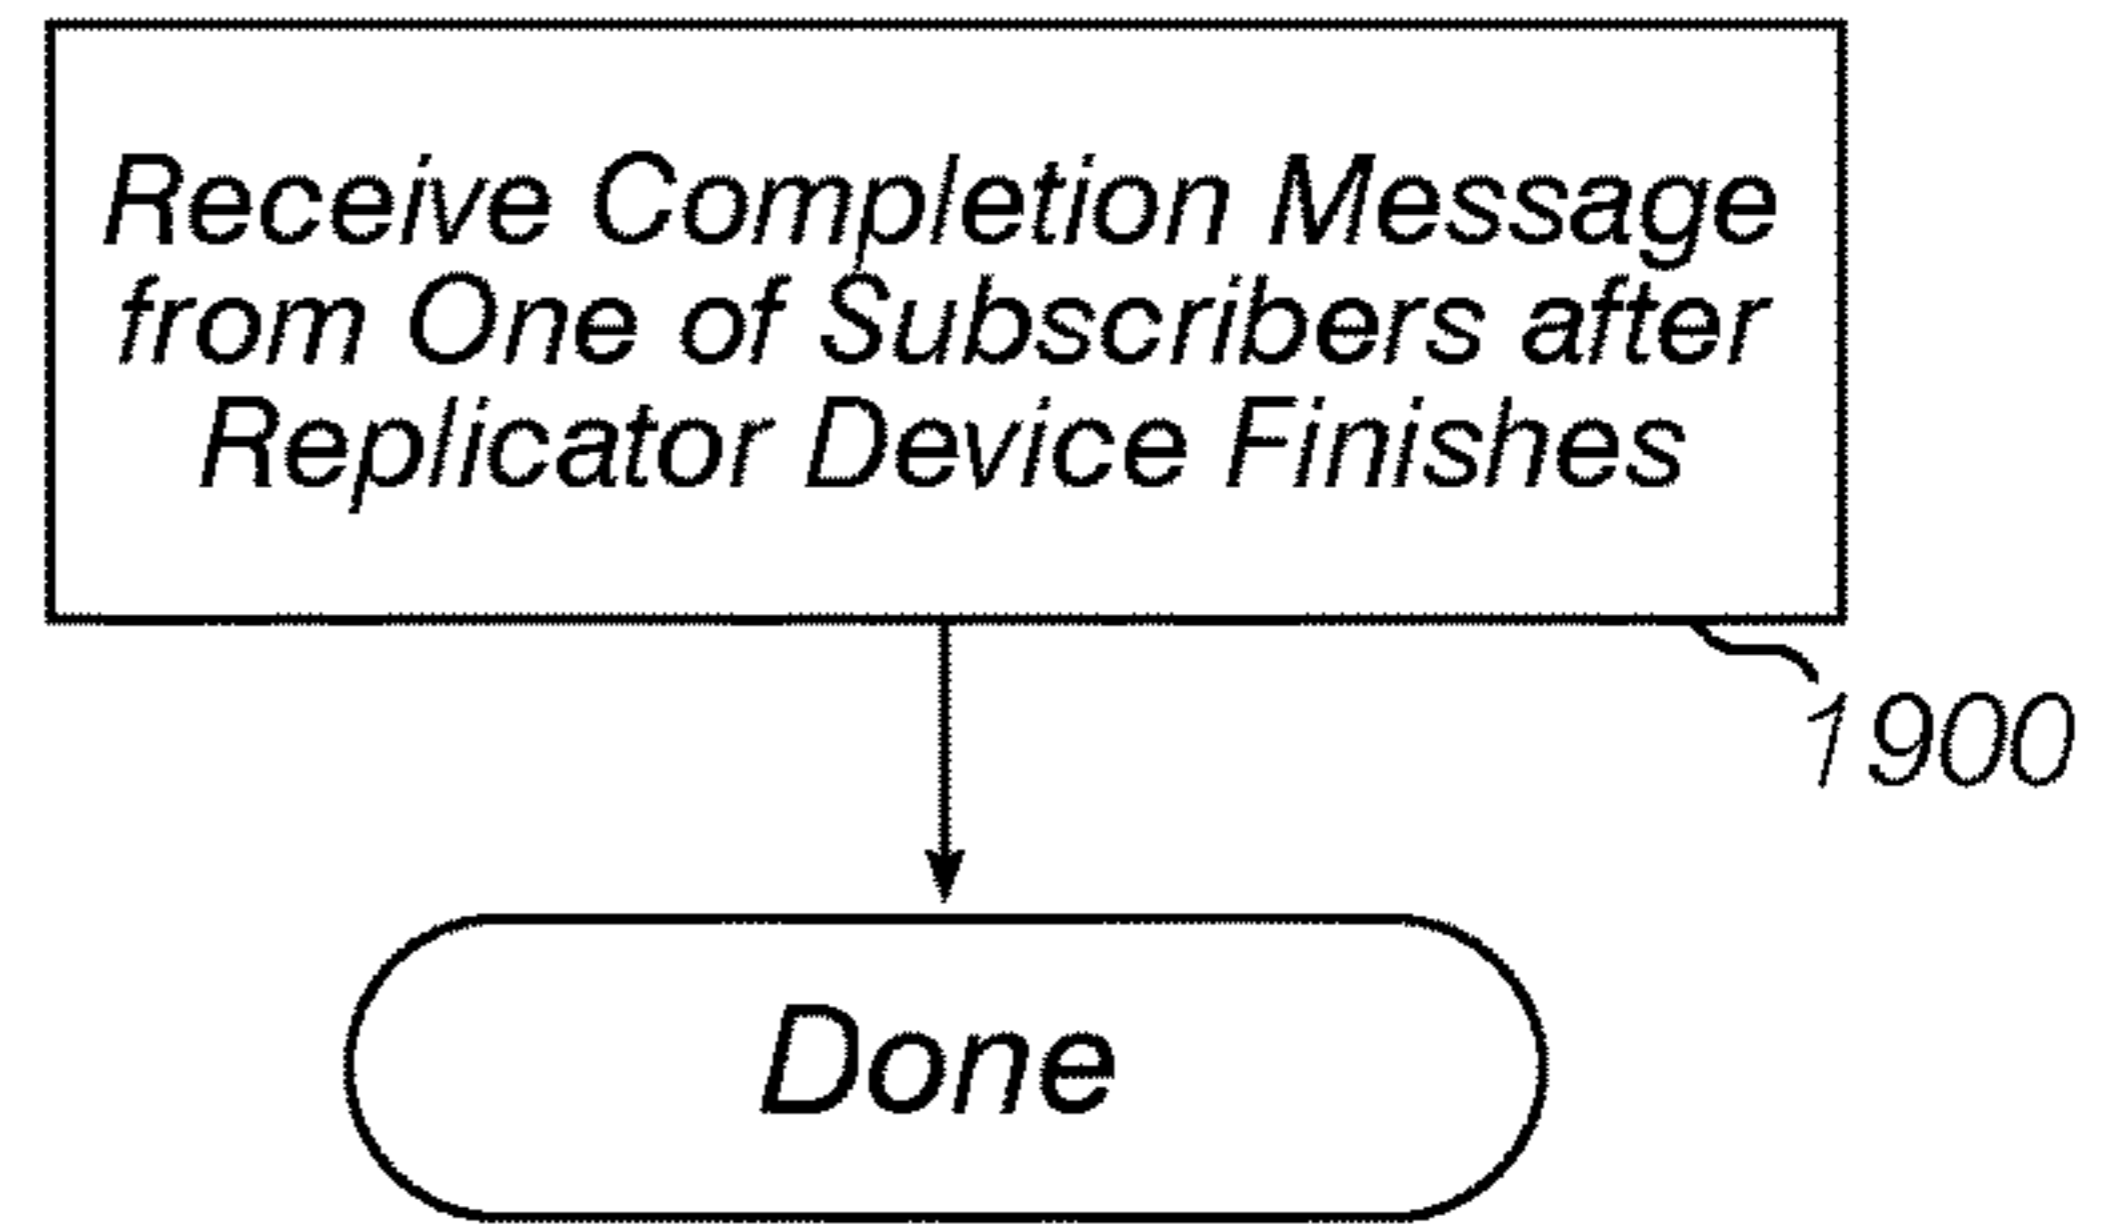 Receive Completion Message
from One of Subscribers after
Replicator Device Finishes
1900
Done